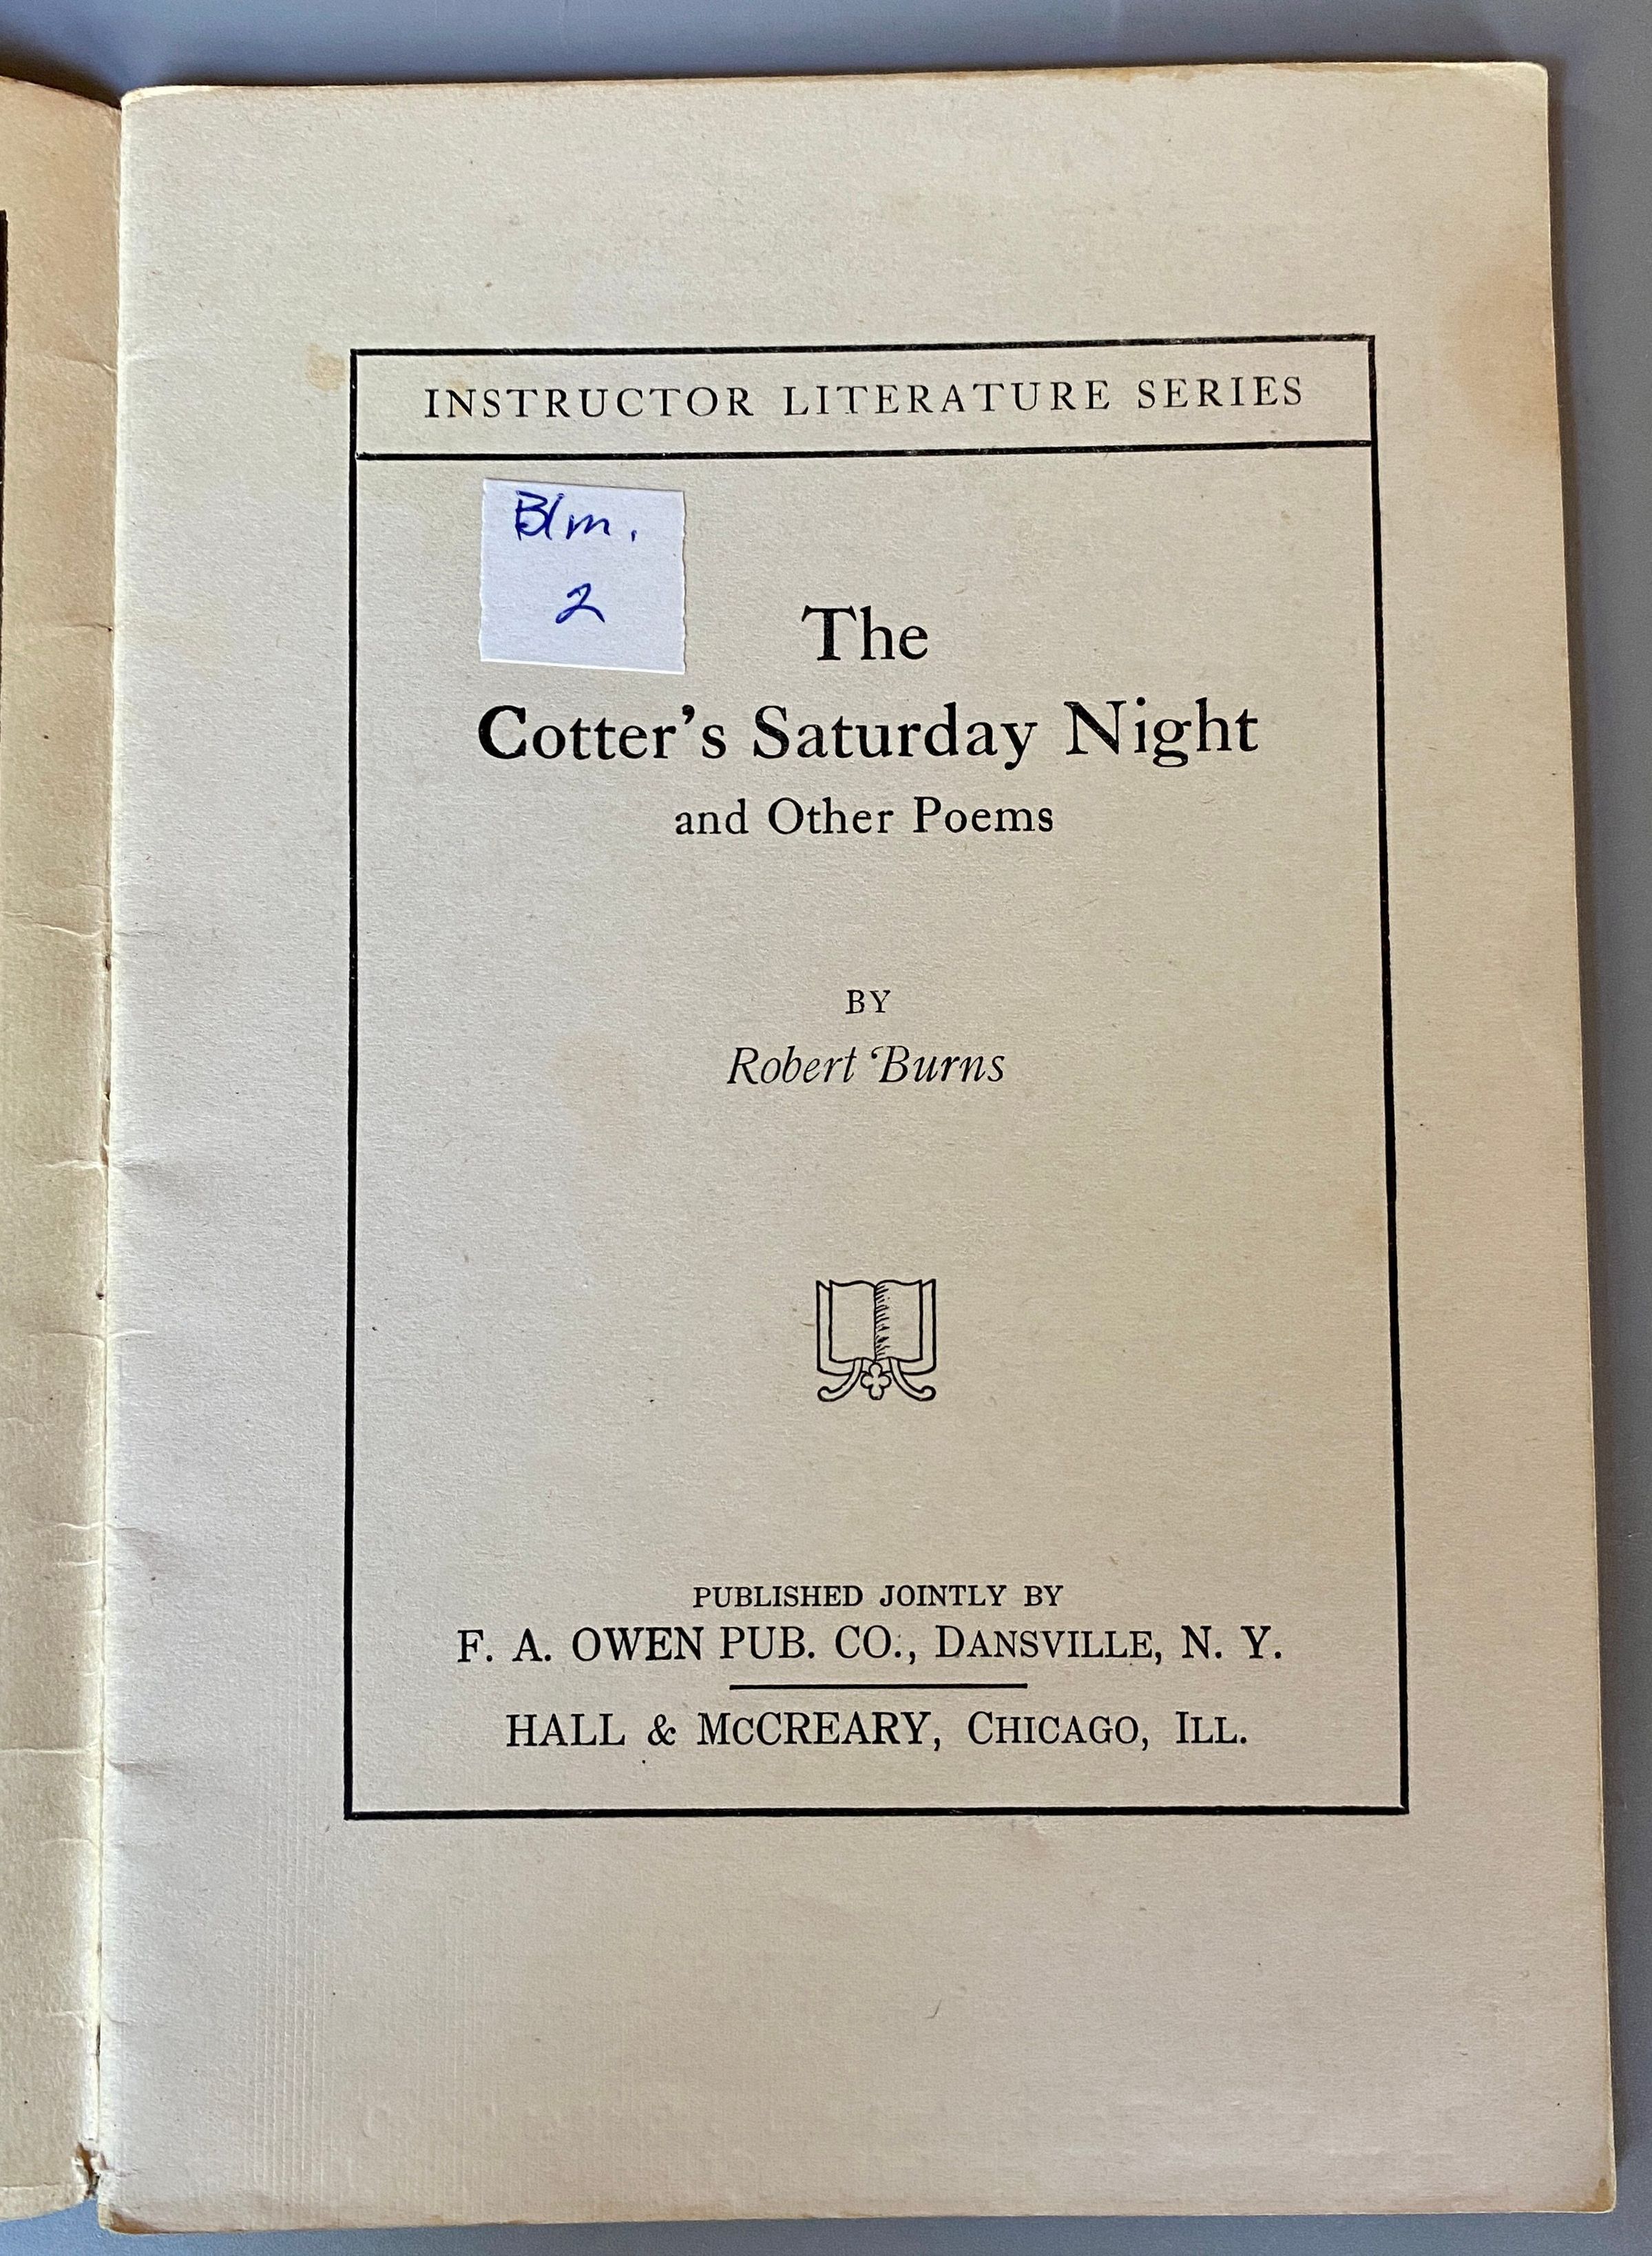 INSTRUCTOR LITERATURE SERIES
Blm.
2
The
Cotter's Saturday Night
and Other Poems
BY
Robert Burns
PUBLISHED JOINTLY BY
F. A. OWEN PUB. CO., DANSVILLE, N. Y.
HALL & McCREARY, CHICAGO, ILL.